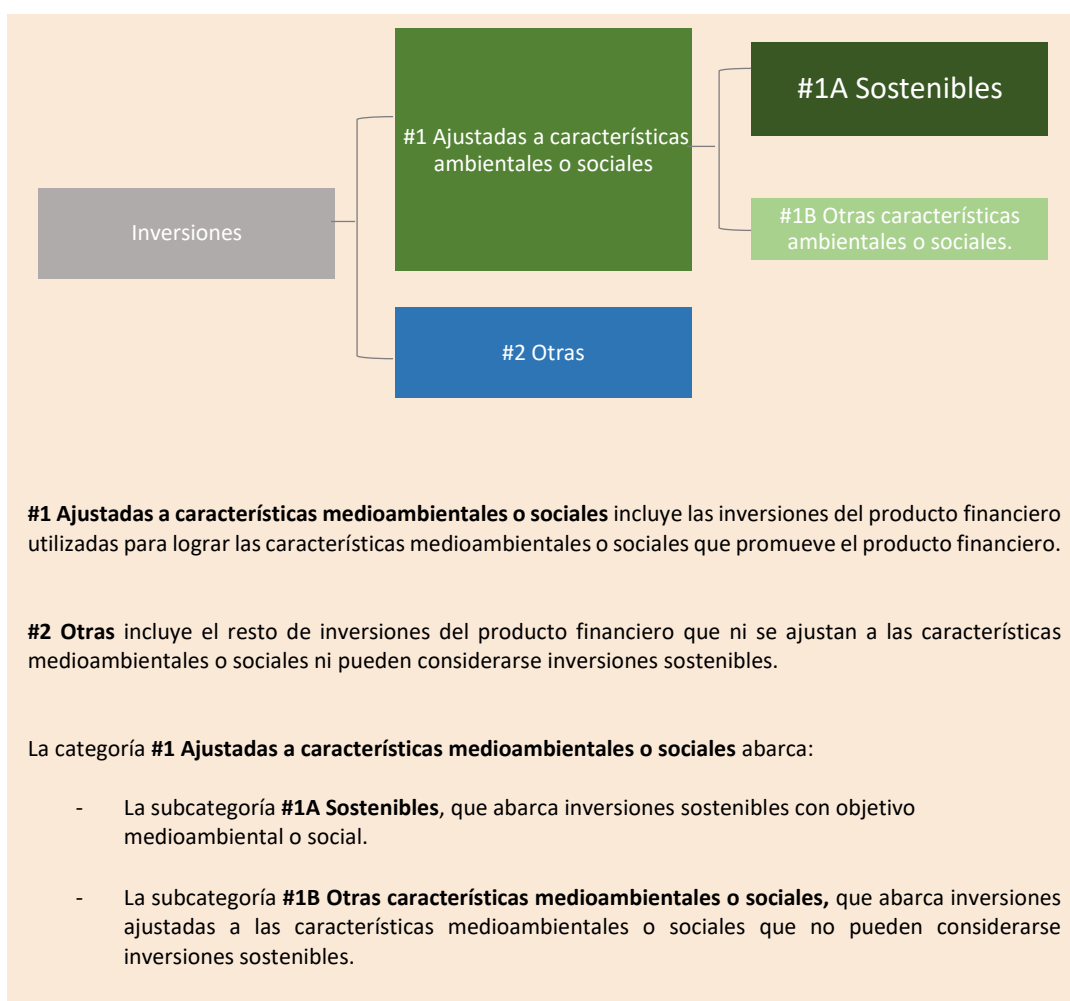 #1A Sostenibles
#1 Ajustadas a características
ambientales o sociales
#1B Otras características
ambientales o sociales.
Inversiones
#2 Otras
#1 Ajustadas a características medioambientales o sociales incluye las inversiones del producto financiero
utilizadas para lograr las características medioambientales o sociales que promueve el producto financiero.
#2 Otras incluye el resto de inversiones del producto financiero que ni se ajustan a las características
medioambientales o sociales ni pueden considerarse inversiones sostenibles.
La categoría #1 Ajustadas a características medioambientales o sociales abarca:
- La subcategoría #1A Sostenibles, que abarca inversiones sostenibles con objetivo
medioambiental o social.
- La subcategoría #1B Otras características medioambientales o sociales, que abarca inversiones
ajustadas a las características medioambientales o sociales que no pueden considerarse
inversiones sostenibles.